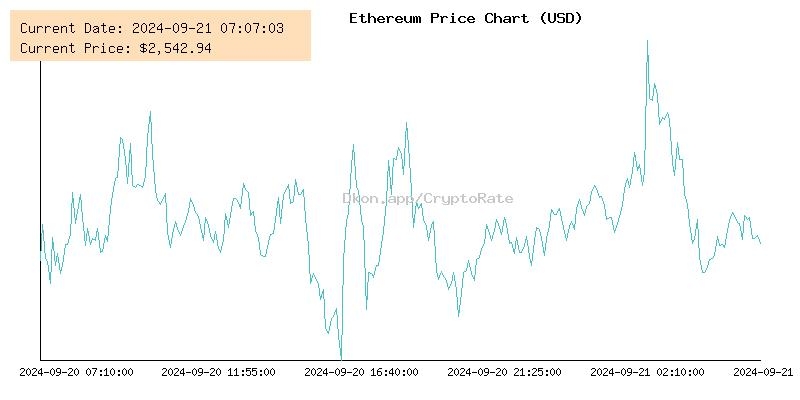 Ethereum Price Chart (USD)
Current Date: 2024-09-21 07:07:03
Current Price: $2,542.94
Dkon.app/CryptoRate
2024-09-20 07:10:00 2024-09-20 11:55:00 2024-09-20 16:40:00 2024-09-20 21:25:00 2024-09-21 02:10:00 2024-09-21